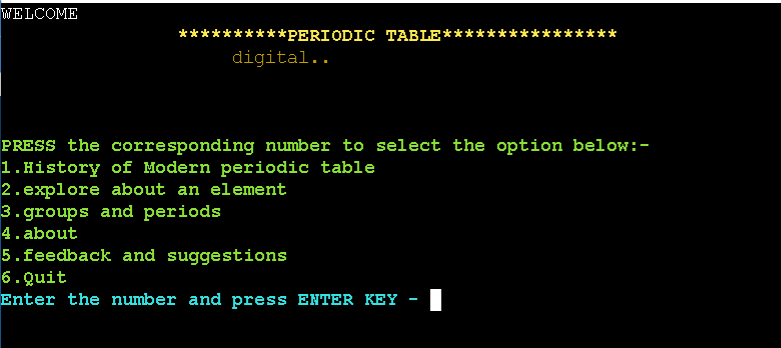 WELCOME
**********PERIODIC TABLE****************
digital..
PRESS the corresponding number to select the option below:-
1.History of Modern periodic table
2.explore about an element
3.groups and periods
4.about
5.feedback and suggestions
6.Quit
Enter the number and press ENTER KEY -